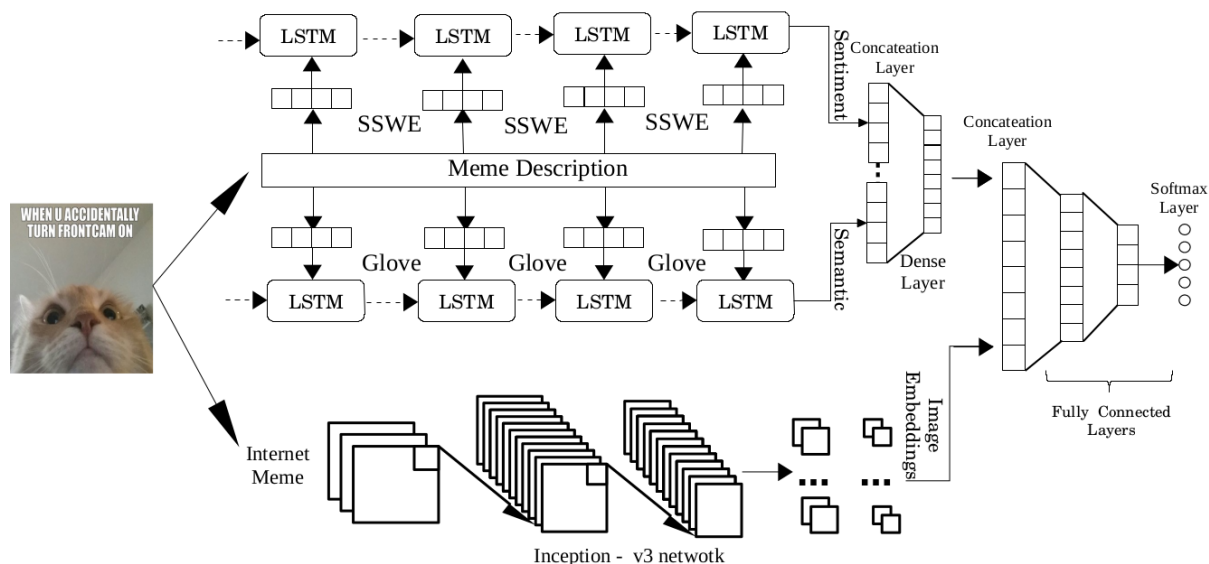 LSTM
LSTM
LSTM
LSTM
Sentiment
Concateation
Layer
SSWE
SSWE
SSWE
Concateation
Layer
Meme Description
Softmax
Layer
WHEN U ACCIDENTALLY
TURN FRONTCAM ON
Glove
Glove
Glove
Semantic
Dense
Layer
LSTM
LSTM
LSTM
LSTM
Image
Embeddings
Fully Connected
Layers
Internet
Meme
Inception - v3 netwotk